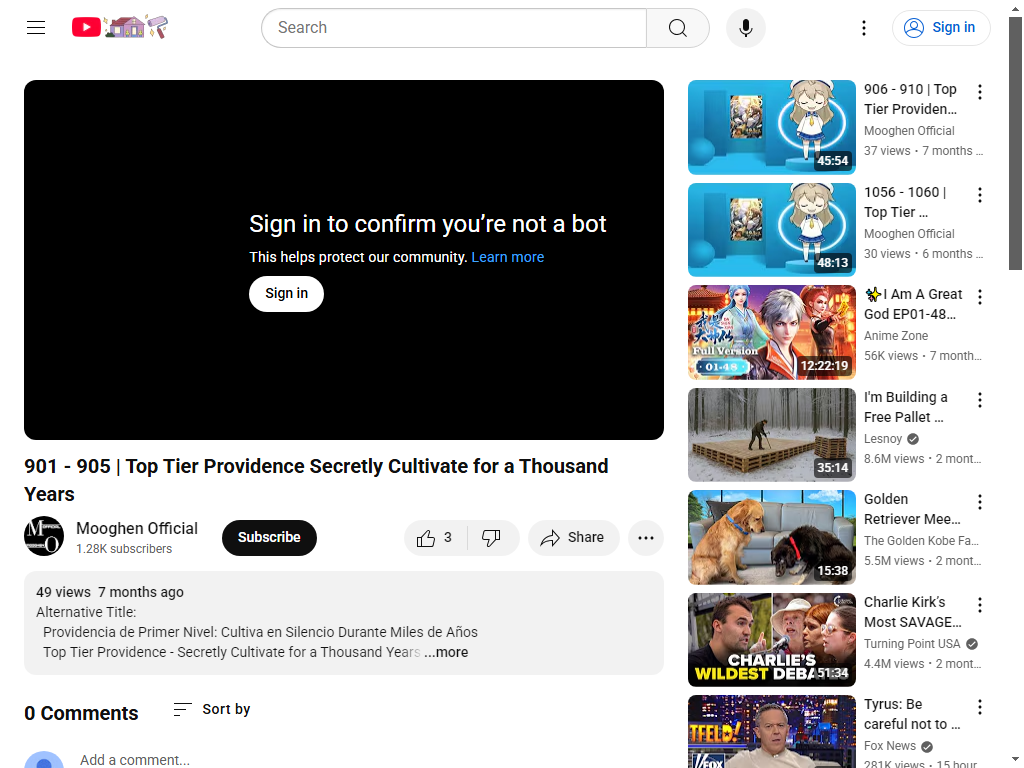 Search
Sign in
Sign in to confirm you’re not a bot
This helps protect our community. Learn more
Sign in
901 - 905 | Top Tier Providence Secretly Cultivate for a Thousand
Years
Mooghen Official
1.28K subscribers
Subscribe
3
Share
49 views 7 months ago
Alternative Title:
Providencia de Primer Nivel: Cultiva en Silencio Durante Miles de Años
Top Tier Providence - Secretly Cultivate for a Thousand Years ...more
0 Comments
Sort by
Add a comment...
906 - 910 | Top
Tier Providen...
Mooghen Official
37 views • 7 months ...
45:54
1056 - 1060 |
Top Tier ...
Mooghen Official
30 views • 6 months ...
48:13
✨I Am A Great
God EP01-48...
Anime Zone
56K views • 7 month...
Full Version
01-48
12:22:19
I'm Building a
Free Pallet ...
Lesnoy
8.6M views • 2 mont...
35:14
Golden
Retriever Mee...
The Golden Kobe Fa...
5.5M views • 2 mont...
15:38
Charlie Kirk's
Most SAVAGE...
Turning Point USA
4.4M views • 2 mont...
CHARLIE'S
WILDEST DEBATES
51:34
Tyrus: Be
careful not to ...
Fox News
281K views • 15 hour...
TFELD!
FOX